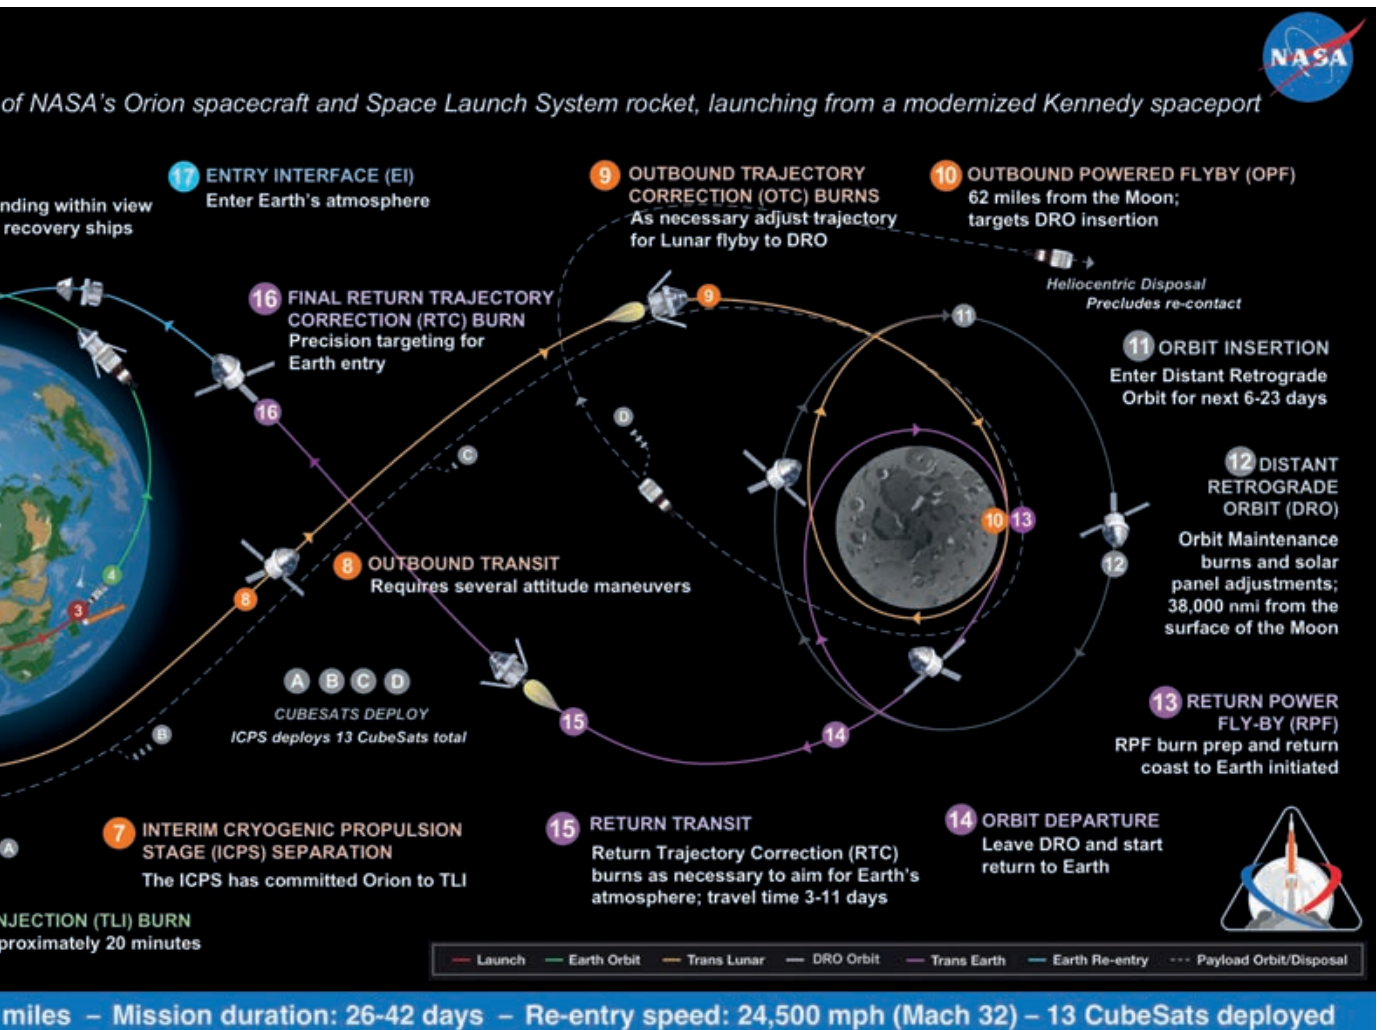 NASA
of NASA's Orion spacecraft and Space Launch System rocket, launching from a modernized Kennedy spaceport
17 ENTRY INTERFACE (EI)
Enter Earth's atmosphere
nding within view
recovery ships
9 OUTBOUND TRAJECTORY
CORRECTION (OTC) BURNS
As necessary adjust trajectory
for Lunar flyby to DRO
10 OUTBOUND POWERED FLYBY (OPF)
62 miles from the Moon;
targets DRO insertion
Heliocentric Disposal
Precludes re-contact
16 FINAL RETURN TRAJECTORY
CORRECTION (RTC) BURN
Precision targeting for
Earth entry
9
11
11 ORBIT INSERTION
Enter Distant Retrograde
Orbit for next 6-23 days
16
D
C
12 DISTANT
RETROGRADE
ORBIT (DRO)
Orbit Maintenance
burns and solar
panel adjustments;
38,000 nmi from the
surface of the Moon
10
13
12
8 OUTBOUND TRANSIT
Requires several attitude maneuvers
4
3
8
A B C D
CUBESATS DEPLOY
ICPS deploys 13 CubeSats total
B
15
14
13 RETURN POWER
FLY-BY (RPF)
RPF burn prep and return
coast to Earth initiated
A
7 INTERIM CRYOGENIC PROPULSION
STAGE (ICPS) SEPARATION
The ICPS has committed Orion to TLI
15 RETURN TRANSIT
Return Trajectory Correction (RTC)
burns as necessary to aim for Earth's
atmosphere; travel time 3-11 days
14 ORBIT DEPARTURE
Leave DRO and start
return to Earth
NJECTION (TLI) BURN
proximately 20 minutes
Launch Earth Orbit Trans Lunar DRO Orbit Trans Earth Earth Re-entry Payload Orbit/Disposal
miles – Mission duration: 26-42 days – Re-entry speed: 24,500 mph (Mach 32) – 13 CubeSats deployed